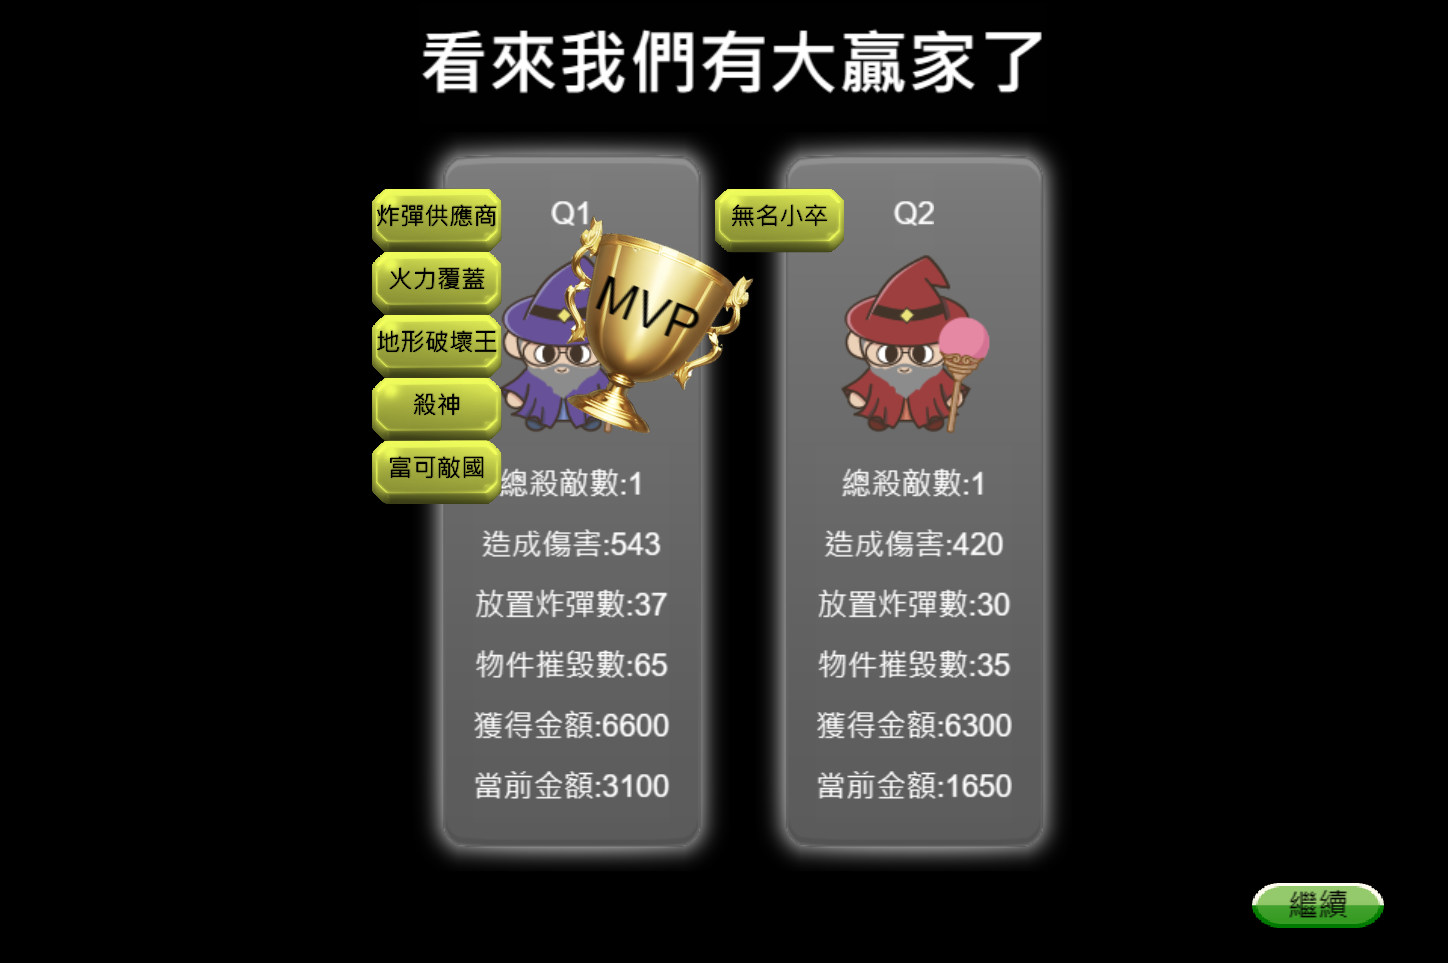 看來我們有大贏家了
炸彈供應商
火力覆蓋
地形破壞王
殺神
富可敵國
Q1
MVP
總殺敵數:1
造成傷害:543
放置炸彈數:37
物件摧毀數:65
獲得金額:6600
當前金額:3100
無名小卒
Q2
總殺敵數:1
造成傷害:420
放置炸彈數:30
物件摧毀數:35
獲得金額:6300
當前金額:1650
繼續